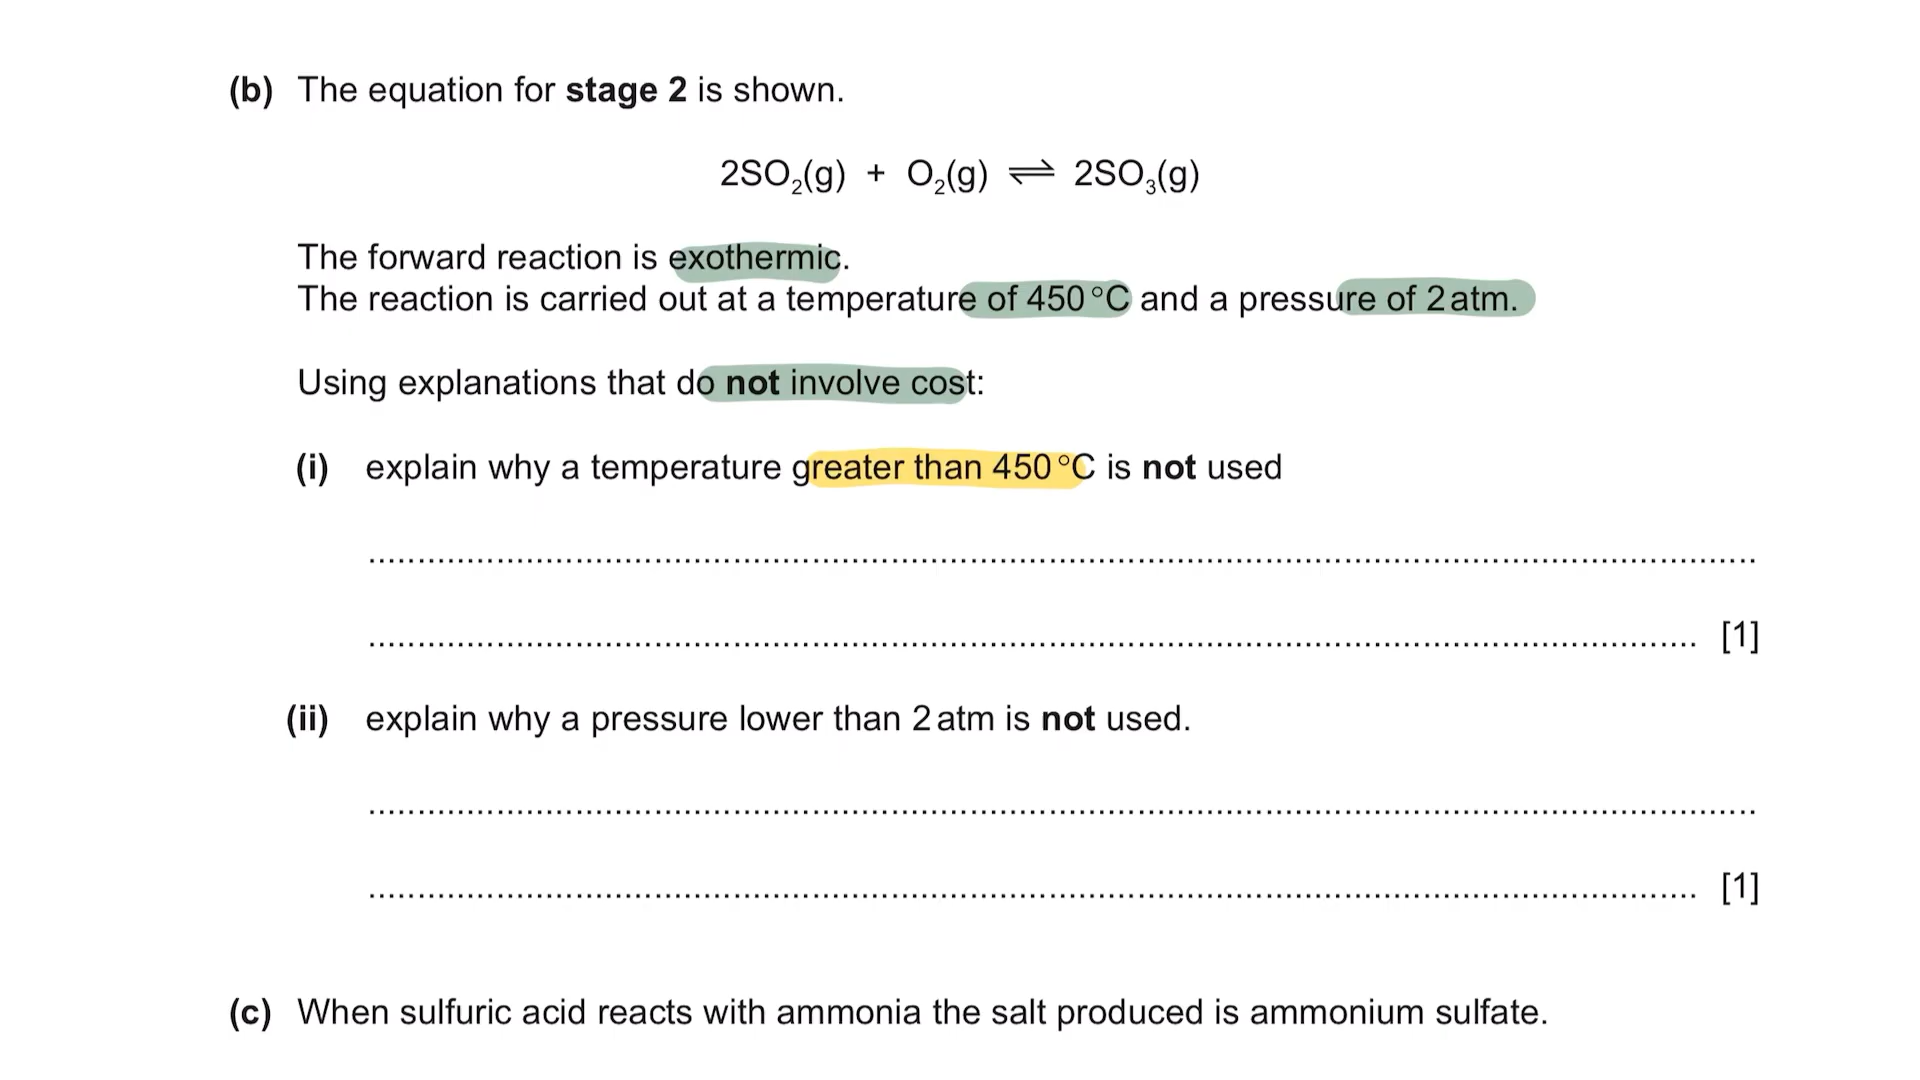 (b) The equation for stage 2 is shown.
2SO₂(g) + O₂(g) ⇌ 2SO₃(g)
The forward reaction is exothermic.
The reaction is carried out at a temperature of 450 °C and a pressure of 2 atm.
Using explanations that do not involve cost:
(i) explain why a temperature greater than 450 °C is not used
[1]
(ii) explain why a pressure lower than 2 atm is not used.
[1]
(c) When sulfuric acid reacts with ammonia the salt produced is ammonium sulfate.